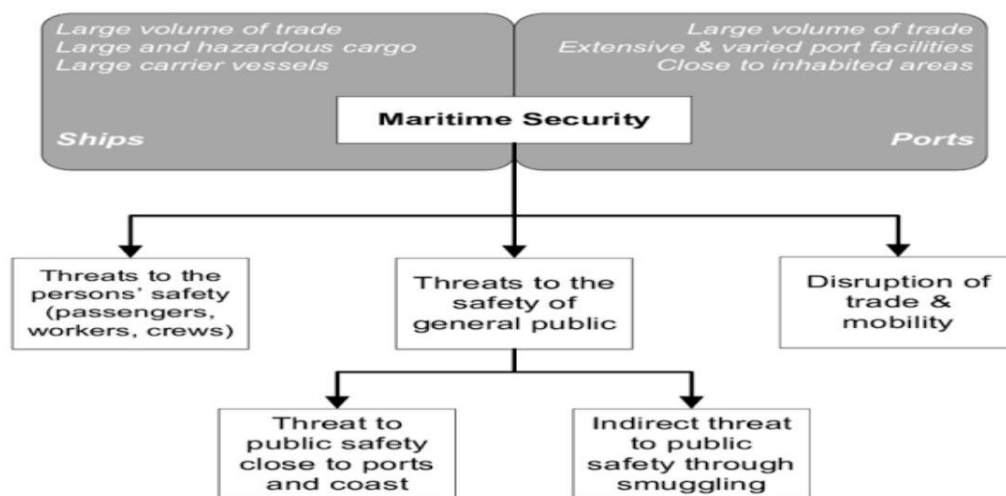 Large volume of trade
Large and hazardous cargo
Large carrier vessels
Ships
Large volume of trade
Extensive & varied port facilities
Close to inhabited areas
Ports
Maritime Security
Threats to the
persons' safety
(passengers,
workers, crews)
Threats to the
safety of
general public
Disruption of
trade &
mobility
Threat to
public safety
close to ports
and coast
Indirect threat
to public
safety through
smuggling